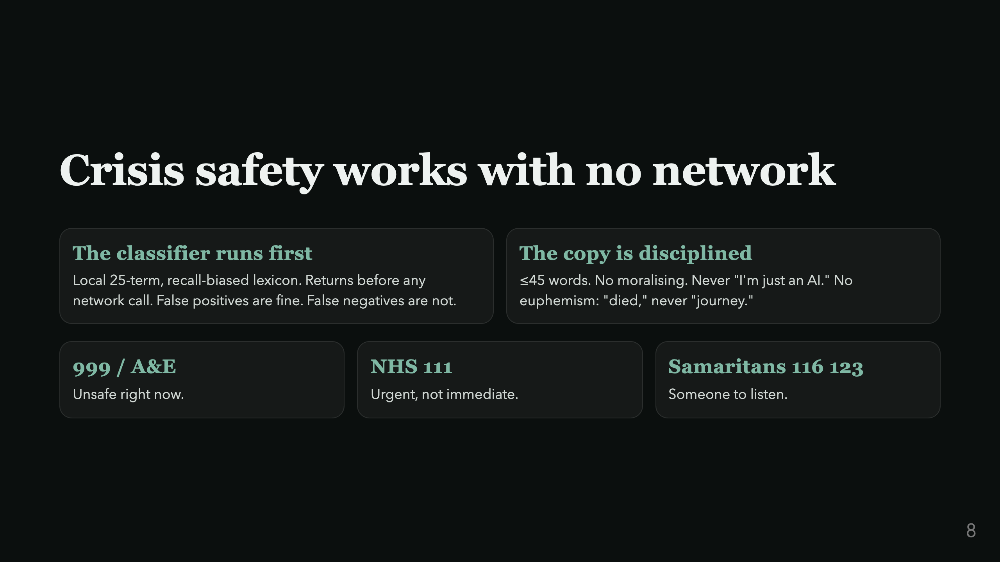 Crisis safety works with no network
The classifier runs first
Local 25-term, recall-biased lexicon. Returns before any
network call. False positives are fine. False negatives are not.
The copy is disciplined
≤45 words. No moralising. Never "I'm just an AI." No
euphemism: "died," never "journey."
999 / A&E
Unsafe right now.
NHS 111
Urgent, not immediate.
Samaritans 116 123
Someone to listen.
8